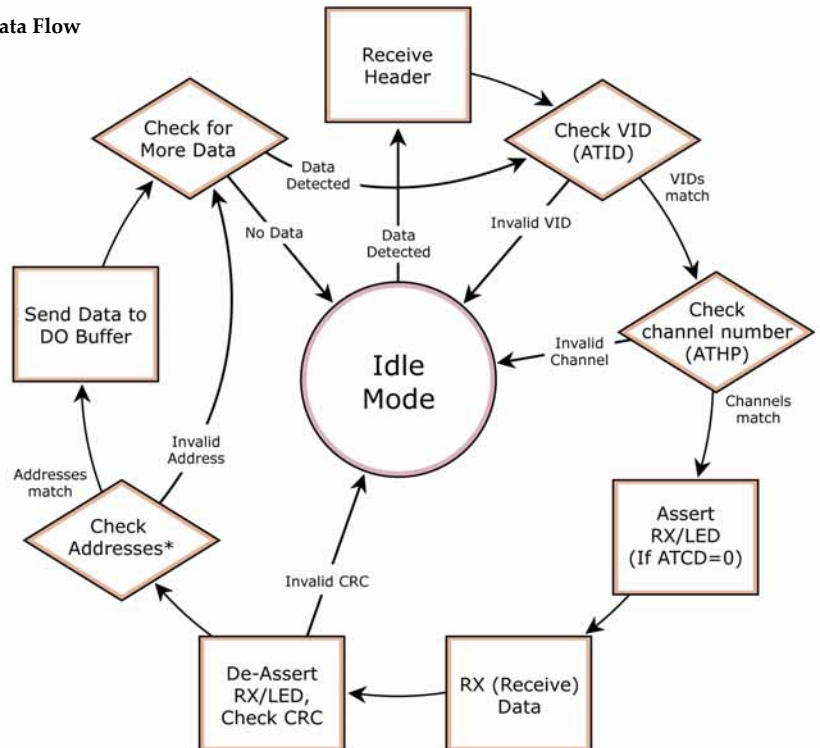 ata Flow
Receive
Header
Check for
More Data
Check VID
(ATID)
Data
Detected
VIDs
match
No Data
Data
Detected
Invalid VID
Send Data to
DO Buffer
Check
channel number
(ATHP)
Idle
Mode
Invalid
Channel
Channels
match
Invalid
Address
Addresses
match
Check
Addresses*
Assert
RX/LED
(If ATCD=0)
Invalid CRC
De-Assert
RX/LED,
Check CRC
RX (Receive)
Data